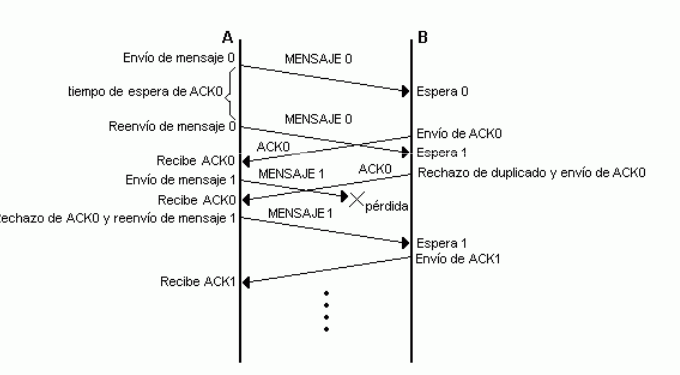 A
B
Envío de mensaje 0
MENSAJE 0
tiempo de espera de ACK0
Espera 0
Reenvío de mensaje 0
MENSAJE 0
Envío de ACK0
ACK0
Espera 1
Recibe ACK0
MENSAJE 1
ACK0
Rechazo de duplicado y envío de ACK0
Envío de mensaje 1
Recibe ACK0
pérdida
echazo de ACK0 y reenvío de mensaje 1
MENSAJE 1
Espera 1
Envío de ACK1
Recibe ACK1